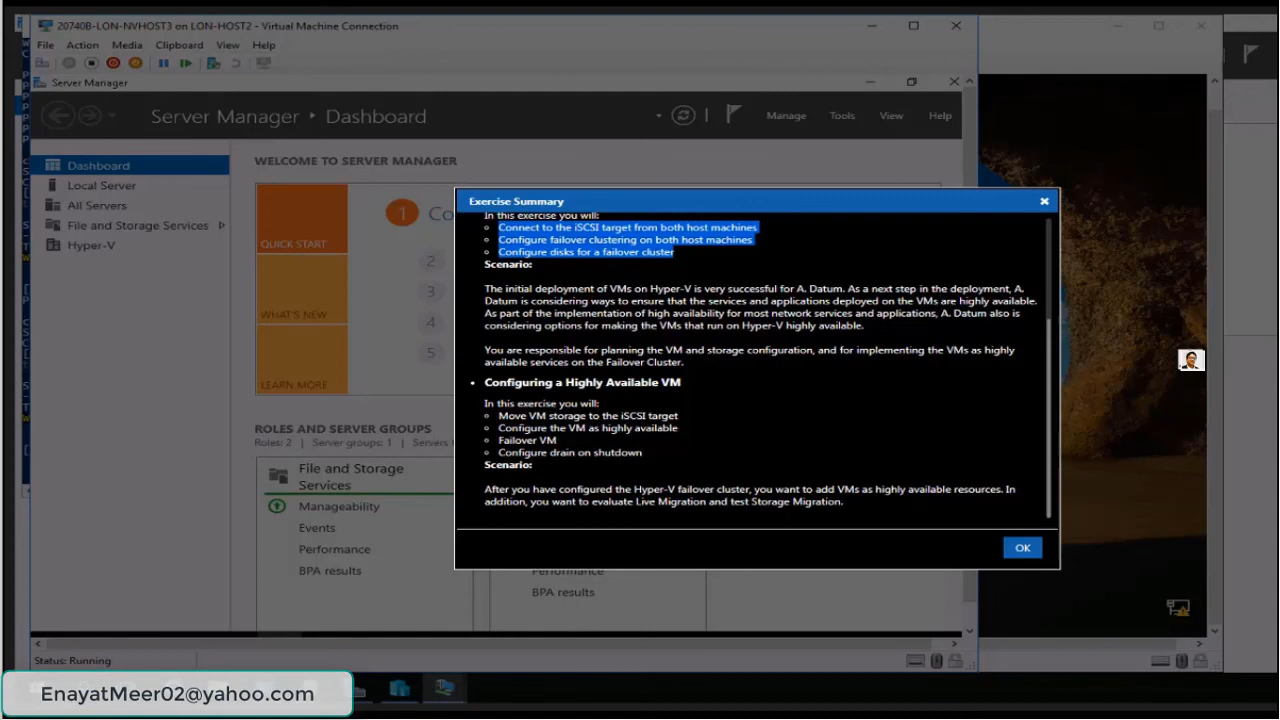 20740B-LON-NVHOST3 on LON-HOST2 - Virtual Machine Connection
File Action Media Clipboard View Help
Server Manager
Server Manager ‣ Dashboard
Manage Tools View Help
Dashboard
Local Server
All Servers
File and Storage Services
Hyper-V
WELCOME TO SERVER MANAGER
QUICK START
WHAT'S NEW
LEARN MORE
1 Co
2
3
4
5
ROLES AND SERVER GROUPS
Roles: 2 | Server groups: 1 | Servers
File and Storage
Services
Manageability
Events
Performance
BPA results
Performance
BPA results
Exercise Summary
In this exercise you will:
Connect to the iSCSI target from both host machines
Configure failover clustering on both host machines
Configure disks for a failover cluster
Scenario:
The initial deployment of VMs on Hyper-V is very successful for A. Datum. As a next step in the deployment, A.
Datum is considering ways to ensure that the services and applications deployed on the VMs are highly available.
As part of the implementation of high availability for most network services and applications, A. Datum also is
considering options for making the VMs that run on Hyper-V highly available.
You are responsible for planning the VM and storage configuration, and for implementing the VMs as highly
available services on the Failover Cluster.
• Configuring a Highly Available VM
In this exercise you will:
Move VM storage to the iSCSI target
Configure the VM as highly available
Failover VM
Configure drain on shutdown
Scenario:
After you have configured the Hyper-V failover cluster, you want to add VMs as highly available resources. In
addition, you want to evaluate Live Migration and test Storage Migration.
OK
Status: Running
EnayatMeer02@yahoo.com